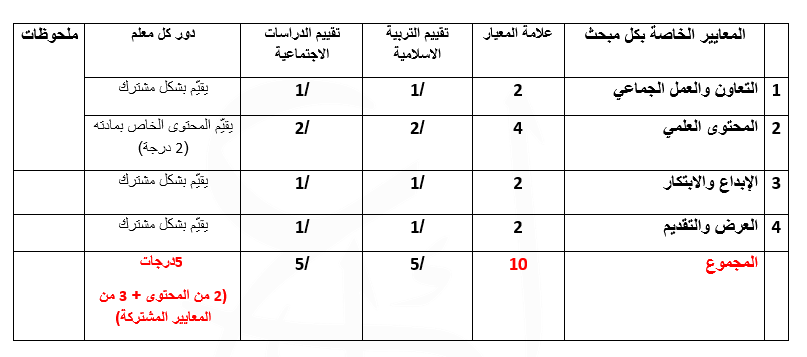 المعايير الخاصة بكل مبحث | علامة المعيار | تقييم التربية الاسلامية | تقييم الدراسات الاجتماعية | دور كل معلم | ملحوظات
1 | التعاون والعمل الجماعي | 2 | /1 | /1 | يقيّم بشكل مشترك
2 | المحتوى العلمي | 4 | /2 | /2 | يقيّم المحتوى الخاص بمادته (2 درجة)
3 | الإبداع والابتكار | 2 | /1 | /1 | يقيّم بشكل مشترك
4 | العرض والتقديم | 2 | /1 | /1 | يقيّم بشكل مشترك
المجموع | 10 | /5 | /5 | 5درجات
(2 من المحتوى + 3 من
المعايير المشتركة)